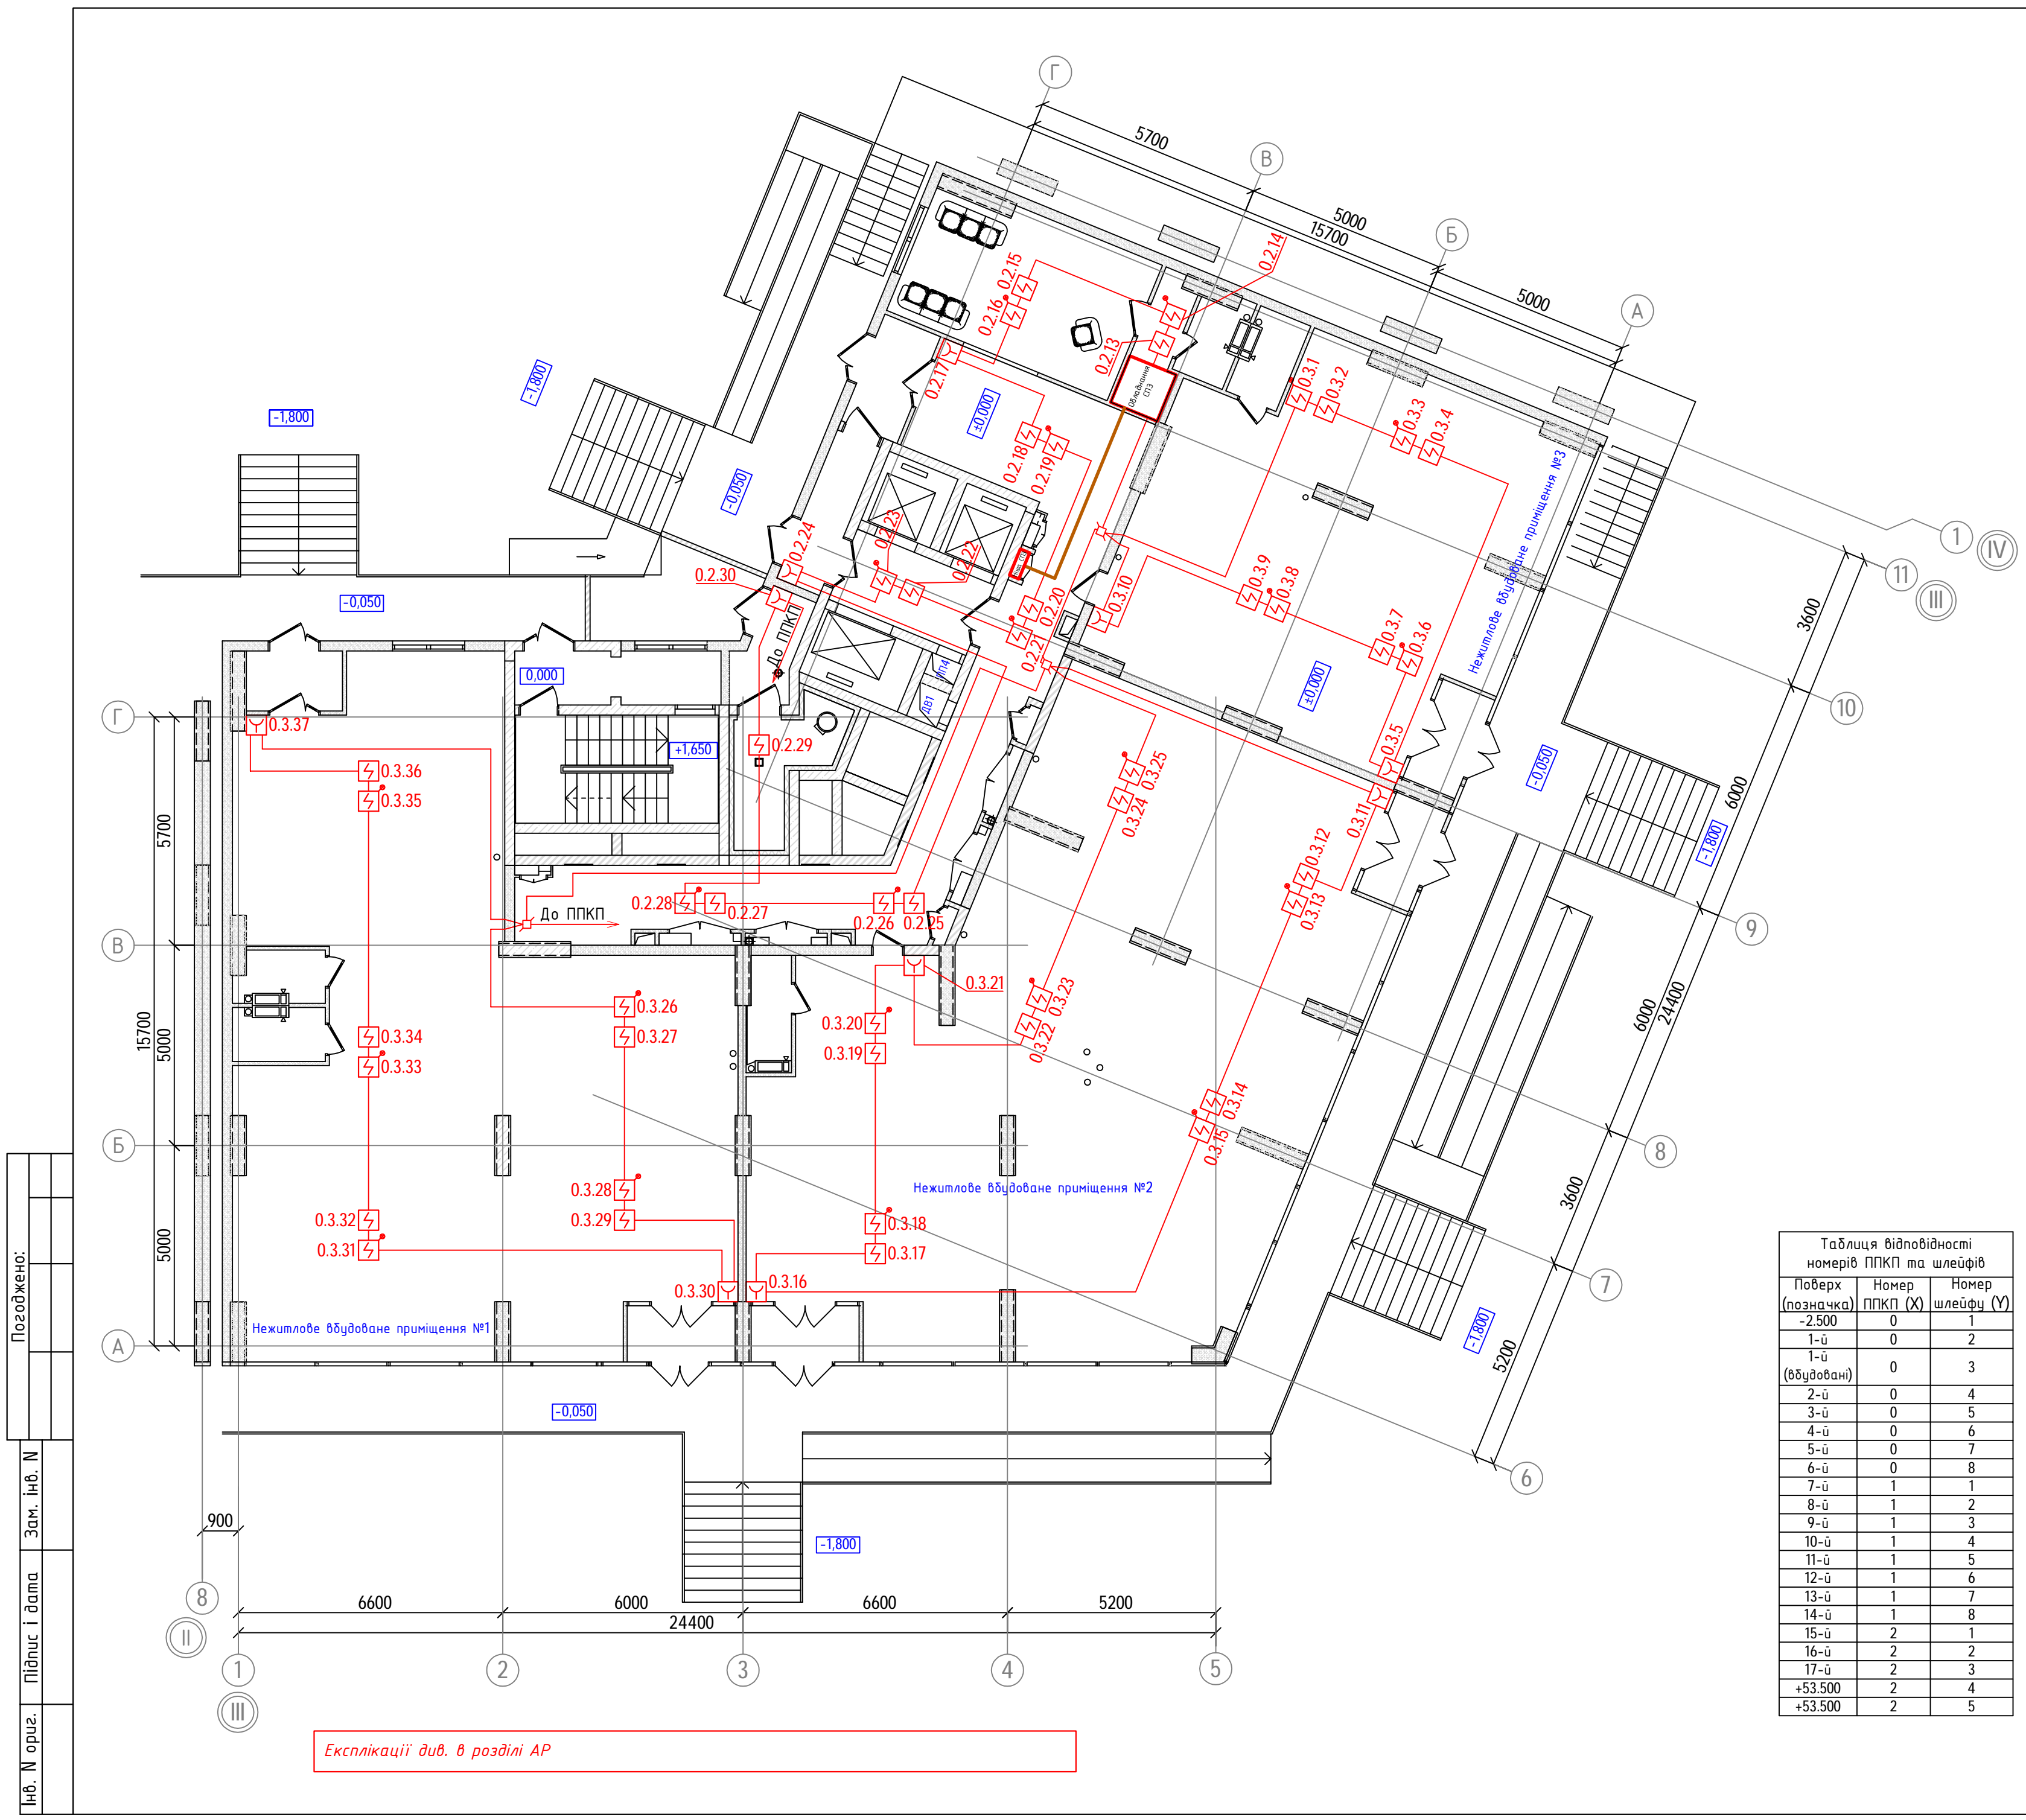 Г
5700
В
5000
15700
Б
5000
А
0.2.14
0.2.15
0.2.16
0.2.13
0.2.17
Обладнання
СПЗ
0.3.1
0.3.2
0.3.3
0.3.4
-1,800
-1,800
±0,000
0.2.18
0.2.19
-0,050
Нежитлове вбудоване приміщення №3
0.2.23
0.2.24
0.2.22
1
IV
11
III
0.2.30
0.3.10
0.3.9
0.3.8
3600
-0,050
До ППКП
0.2.20
0.2.21
0.3.7
0.3.6
0,000
ПП4
ДВ1
±0,000
10
Г
0.3.37
+1,650
0.2.29
0.3.5
-0,050
0.3.36
0.3.35
0.3.25
0.3.24
0.3.11
6000
5700
0.3.12
0.3.13
-1,800
0.2.28
0.2.27
0.2.26
0.2.25
До ППКП
9
В
0.3.21
0.3.23
0.3.22
6000
24400
0.3.26
0.3.27
0.3.20
0.3.19
15700
5000
0.3.34
0.3.33
0.3.14
0.3.15
Б
8
0.3.28
0.3.29
Нежитлове вбудоване приміщення №2
3600
0.3.32
0.3.31
0.3.18
0.3.17
5000
0.3.30
0.3.16
7
Нежитлове вбудоване приміщення №1
А
-1,800
5200
-0,050
6
900
-1,800
8
II
6600
6000
6600
5200
24400
1
2
3
4
5
III
Експлікації див. в розділі АР
Таблиця відповідності
номерів ППКП та шлейфів
Поверх (позначка) Номер ППКП (X) Номер шлейфу (Y)
-2.500 0 1
1-й 0 2
1-й (вбудовані) 0 3
2-й 0 4
3-й 0 5
4-й 0 6
5-й 0 7
6-й 0 8
7-й 1 1
8-й 1 2
9-й 1 3
10-й 1 4
11-й 1 5
12-й 1 6
13-й 1 7
14-й 1 8
15-й 2 1
16-й 2 2
17-й 2 3
+53.500 2 4
+53.500 2 5
Погоджено:
Зам. інв. N
Підпис і дата
Інв. N ориг.